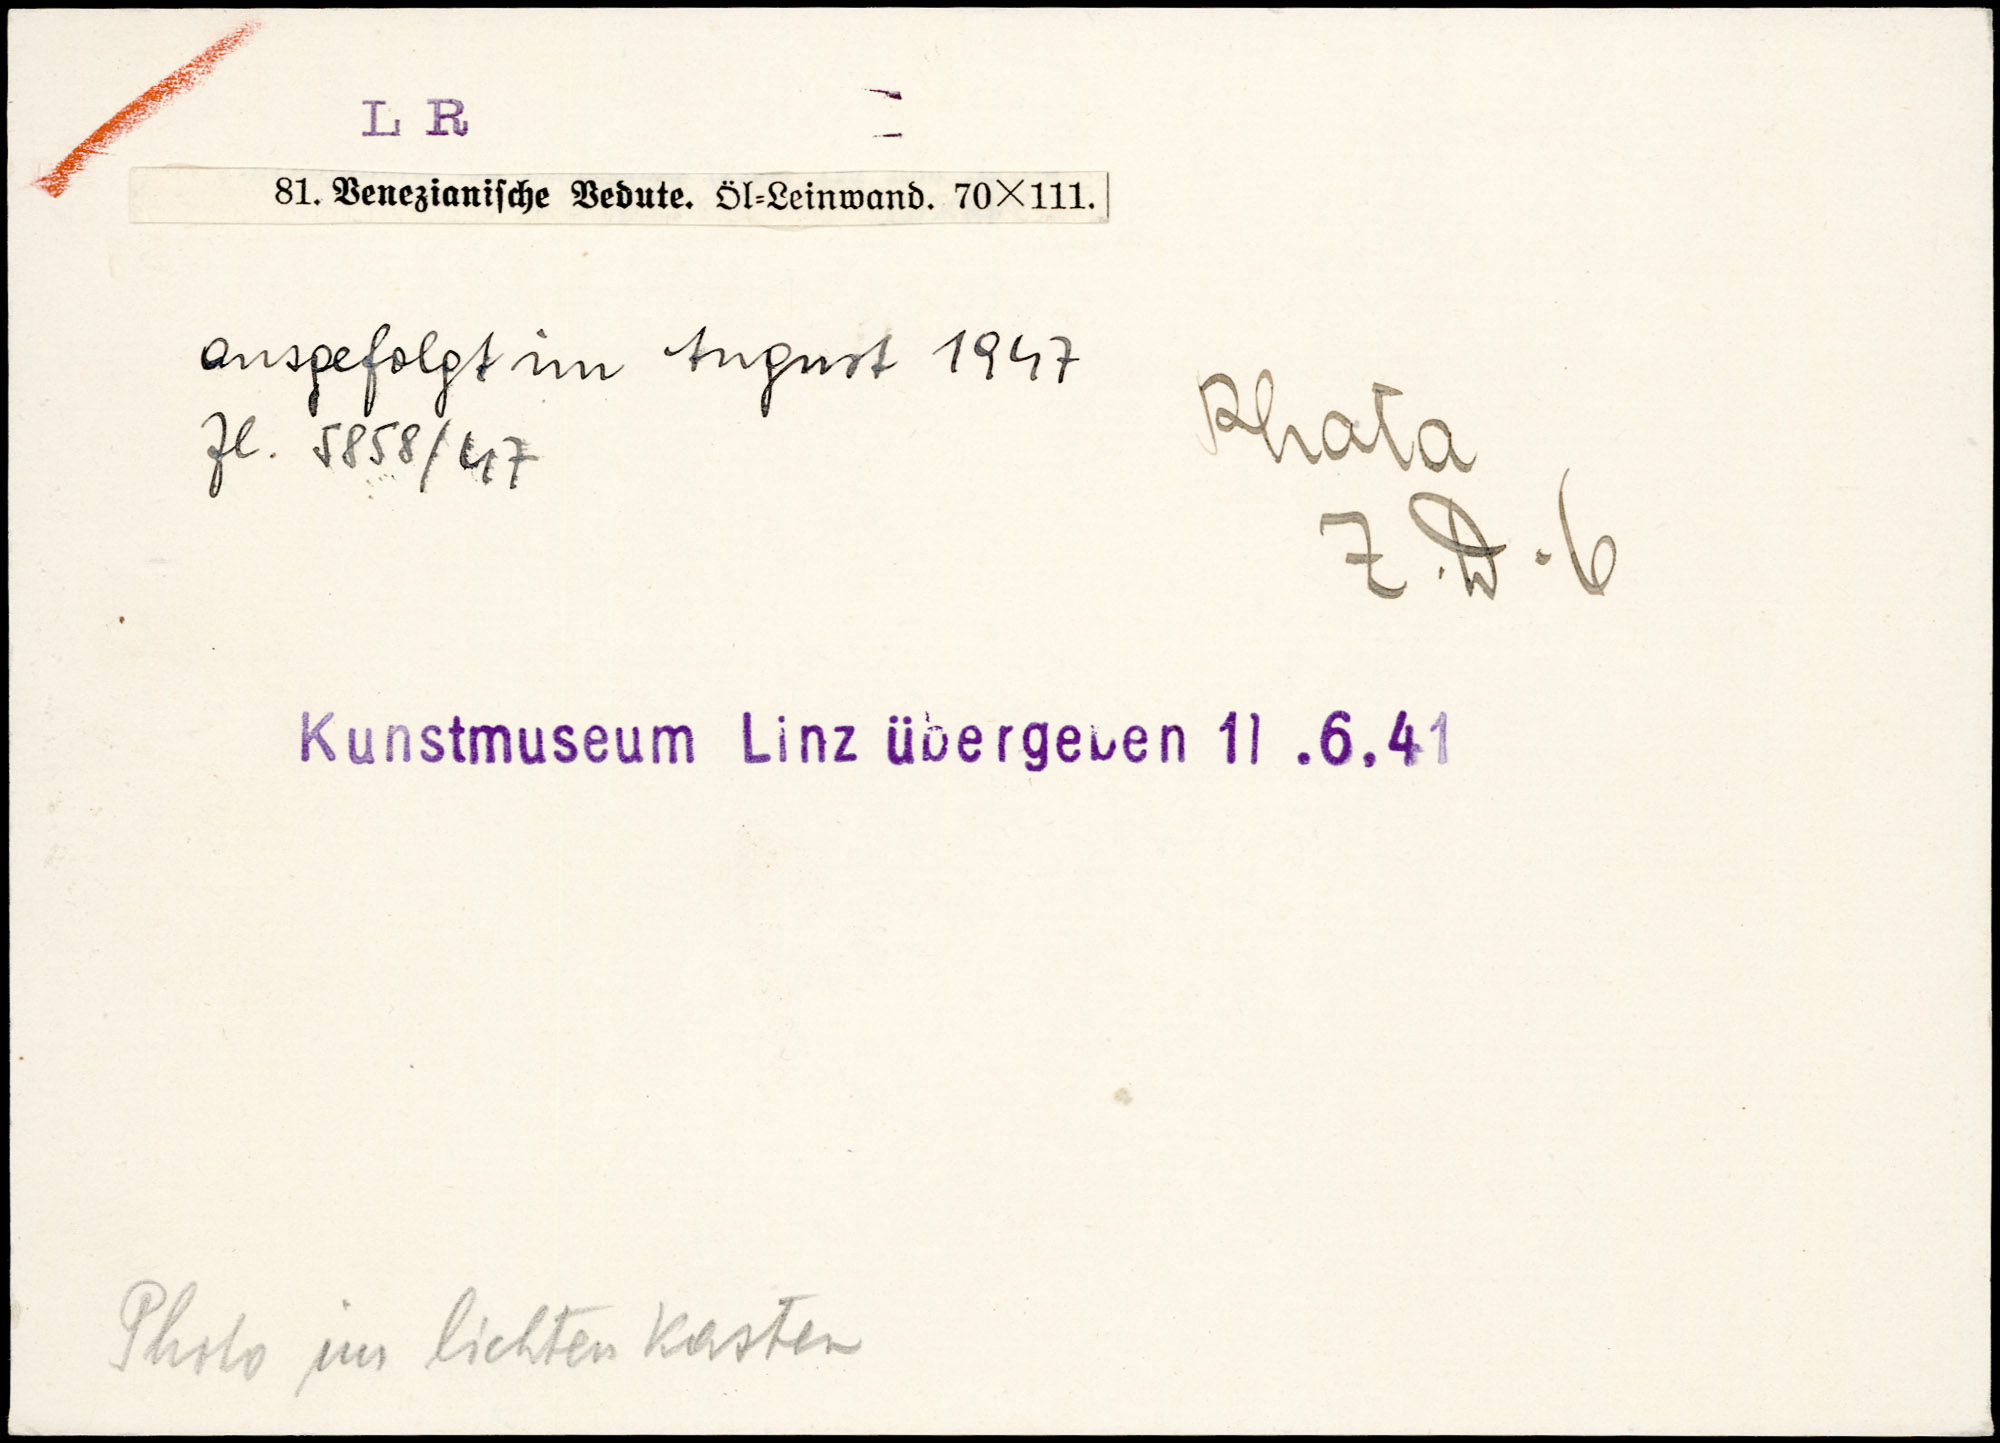 L R
81. Venezianiſche Vedute. Öl=Leinwand. 70×111.
ausgefolgt im August 1947
Zl. 5858/47
Z.D.6
Kunstmuseum Linz übergeben 11.6.41
Photo im lichten Kasten